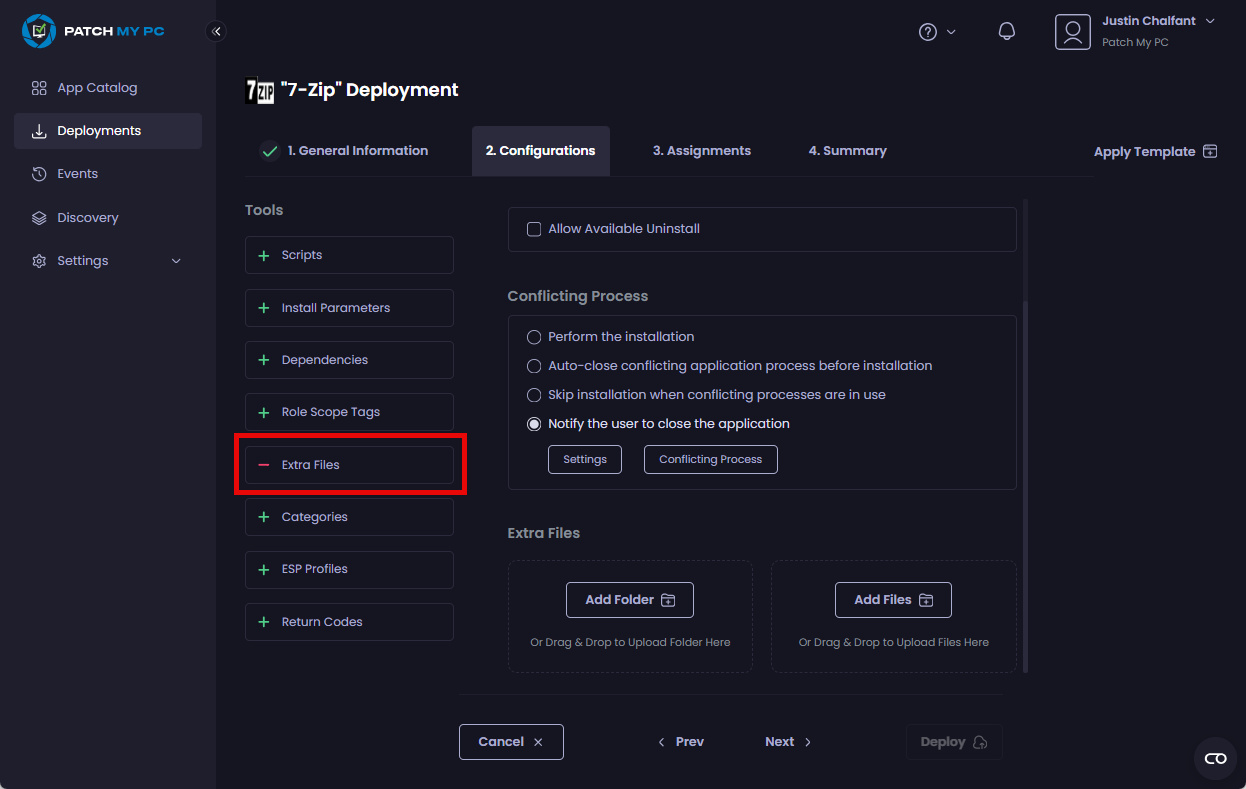 PATCH MY PC
Justin Chalfant
Patch My PC
App Catalog
Deployments
Events
Discovery
Settings
7ZIP "7-Zip" Deployment
1. General Information
2. Configurations
3. Assignments
4. Summary
Apply Template
Tools
Scripts
Install Parameters
Dependencies
Role Scope Tags
Extra Files
Categories
ESP Profiles
Return Codes
Allow Available Uninstall
Conflicting Process
Perform the installation
Auto-close conflicting application process before installation
Skip installation when conflicting processes are in use
Notify the user to close the application
Settings
Conflicting Process
Extra Files
Add Folder
Or Drag & Drop to Upload Folder Here
Add Files
Or Drag & Drop to Upload Files Here
Cancel
Prev
Next
Deploy